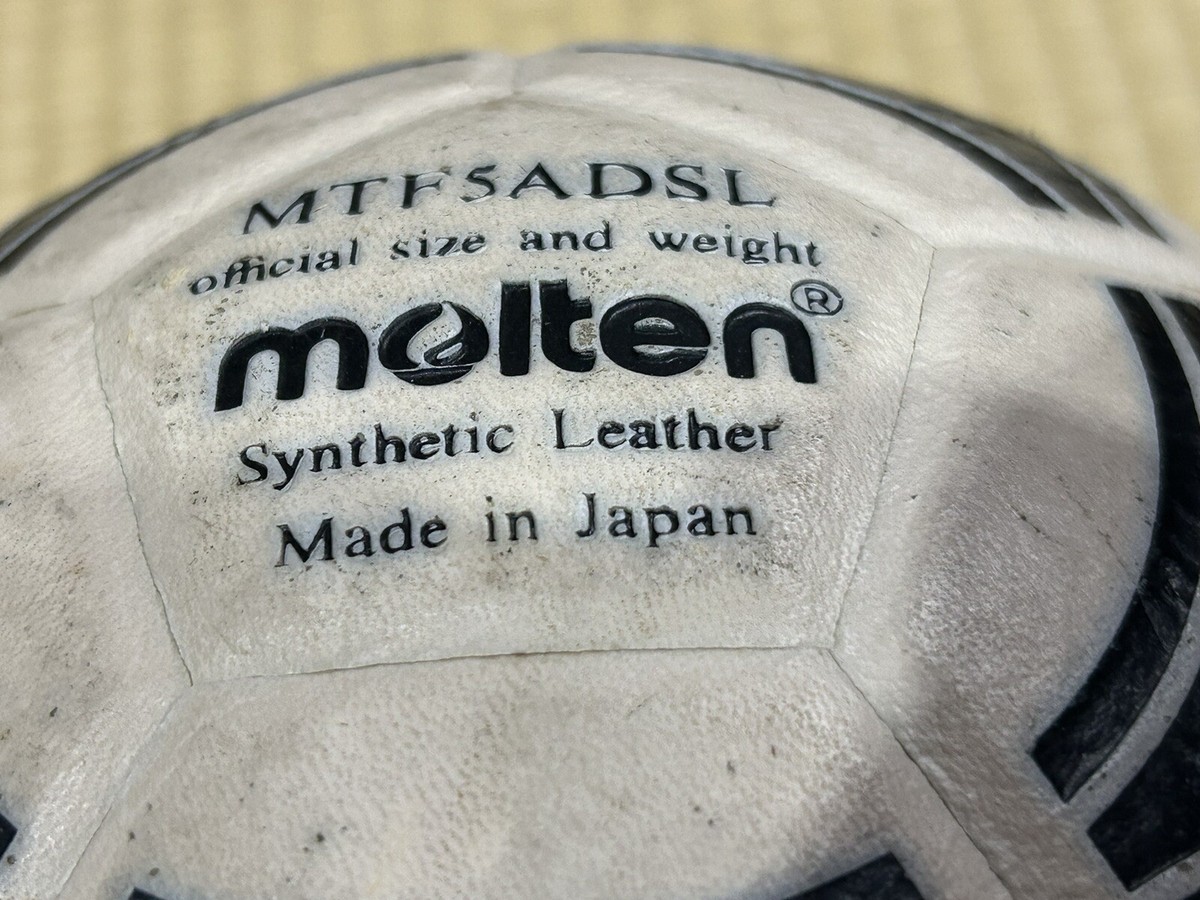 MTF5ADSL
official size and weight
molten®
Synthetic Leather
Made in Japan